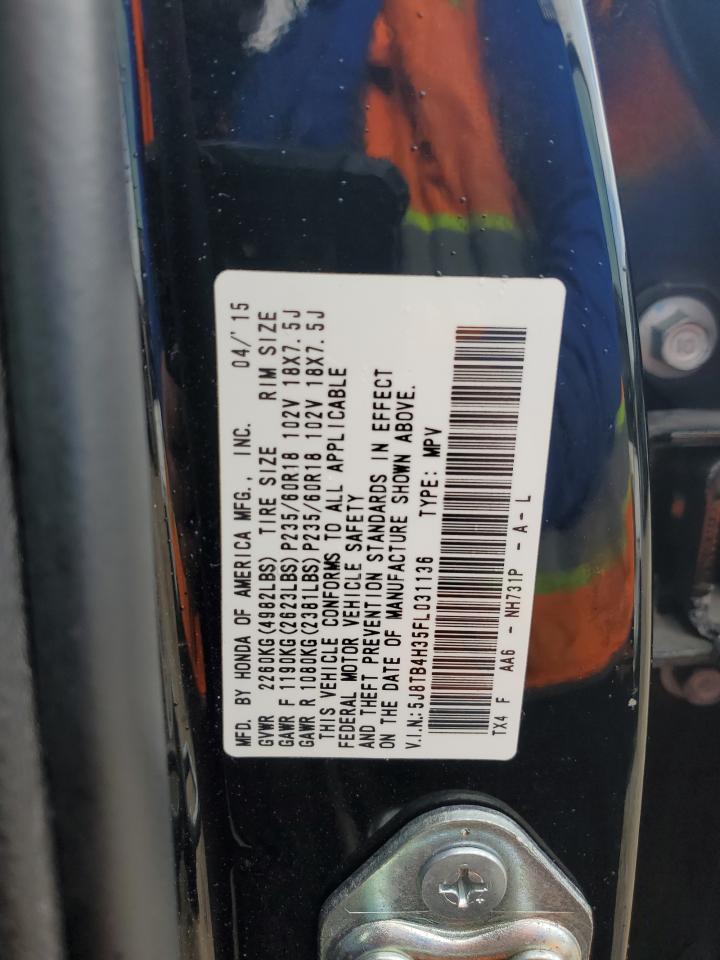 MFD. BY HONDA OF AMERICA MFG., INC. 04/'15
GVWR 2260KG(4982LBS) TIRE SIZE RIM SIZE
GAWR F 1190KG(2623LBS)P235/60R18 102V 18X7.5J
GAWR R 1080KG(2381LBS)P235/60R18 102V 18X7.5J
THIS VEHICLE CONFORMS TO ALL APPLICABLE
FEDERAL MOTOR VEHICLE SAFETY
AND THEFT PREVENTION STANDARDS IN EFFECT
ON THE DATE OF MANUFACTURE SHOWN ABOVE.
V.I.N.:5J8TB4H35FL031136 TYPE: MPV
TX4 F AA6 - NH731P - A - L